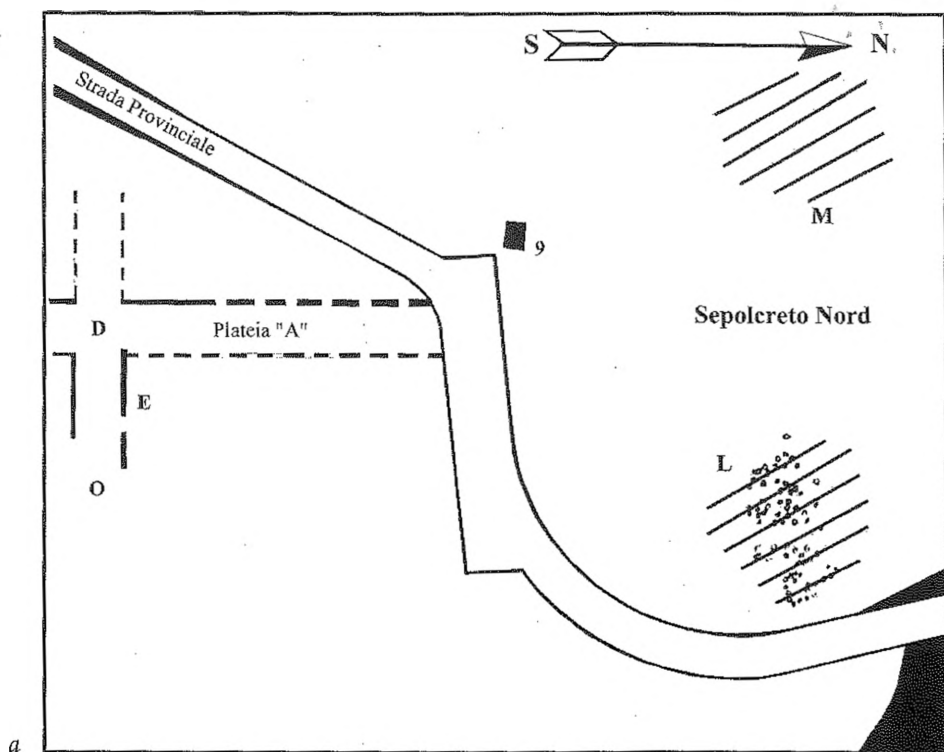 S N
Strada Provinciale
M
9
Sepolcreto Nord
D
Plateia "A"
E
L
O
a